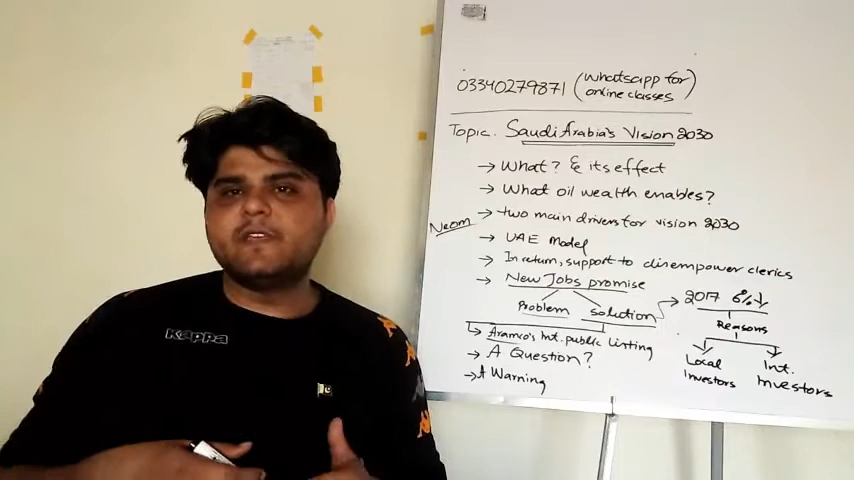 03340279871 (whatsapp for online classes)
Topic. Saudi Arabia's Vision 2030
→ What? & its effect
→ What oil wealth enables?
→ two main drivers for vision 2030
Neom
→ UAE Model
→ In return, support to disempower clerics
→ New Jobs promise
Problem solution → 2017 6%↓
Reasons
Local Investors
Int. Investors
→ Aramco's Int. public Listing
→ A Question?
→ A Warning
Kappa